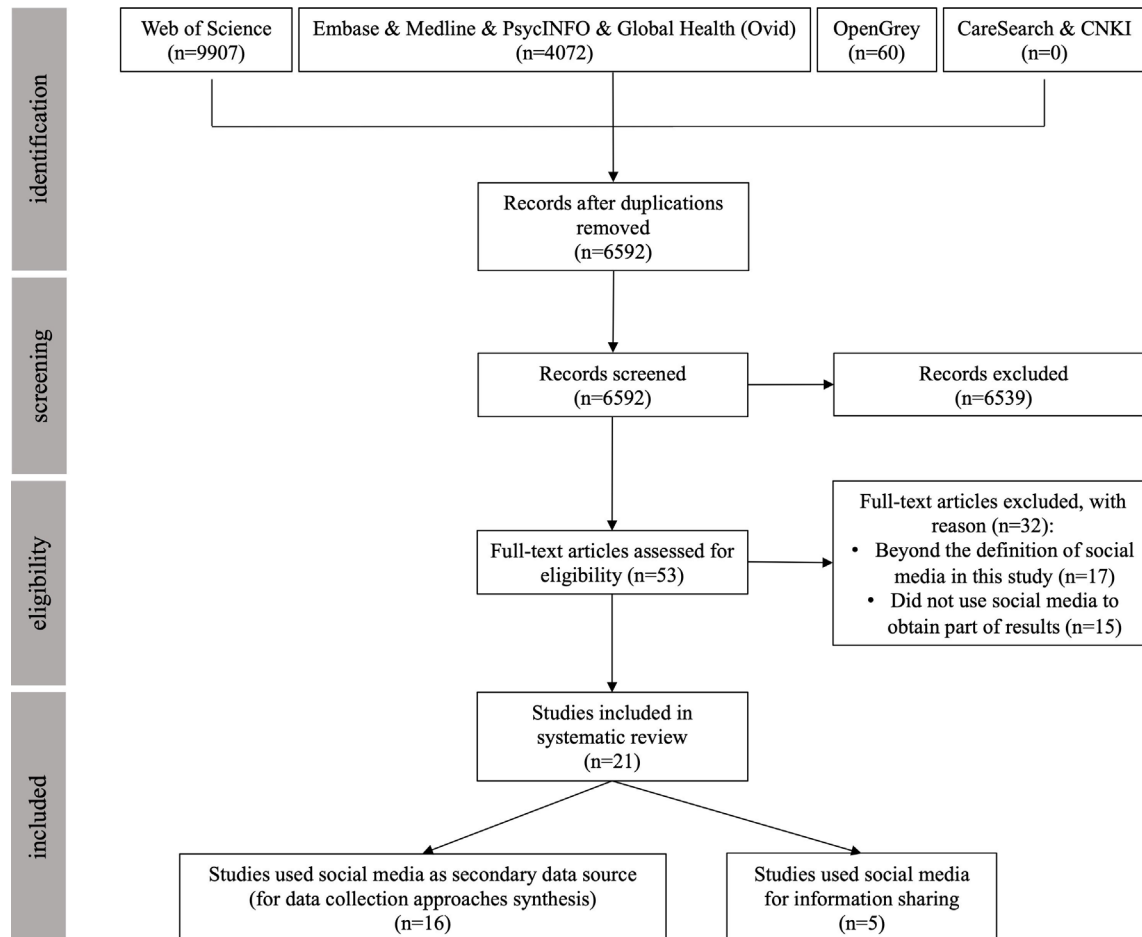 Web of Science
(n=9907)
Embase & Medline & PsycINFO & Global Health (Ovid)
(n=4072)
OpenGrey
(n=60)
CareSearch & CNKI
(n=0)
identification
Records after duplications
removed
(n=6592)
screening
Records screened
(n=6592)
Records excluded
(n=6539)
eligibility
Full-text articles assessed for
eligibility (n=53)
Full-text articles excluded, with
reason (n=32):
• Beyond the definition of social
media in this study (n=17)
• Did not use social media to
obtain part of results (n=15)
included
Studies included in
systematic review
(n=21)
Studies used social media as secondary data source
(for data collection approaches synthesis)
(n=16)
Studies used social media
for information sharing
(n=5)